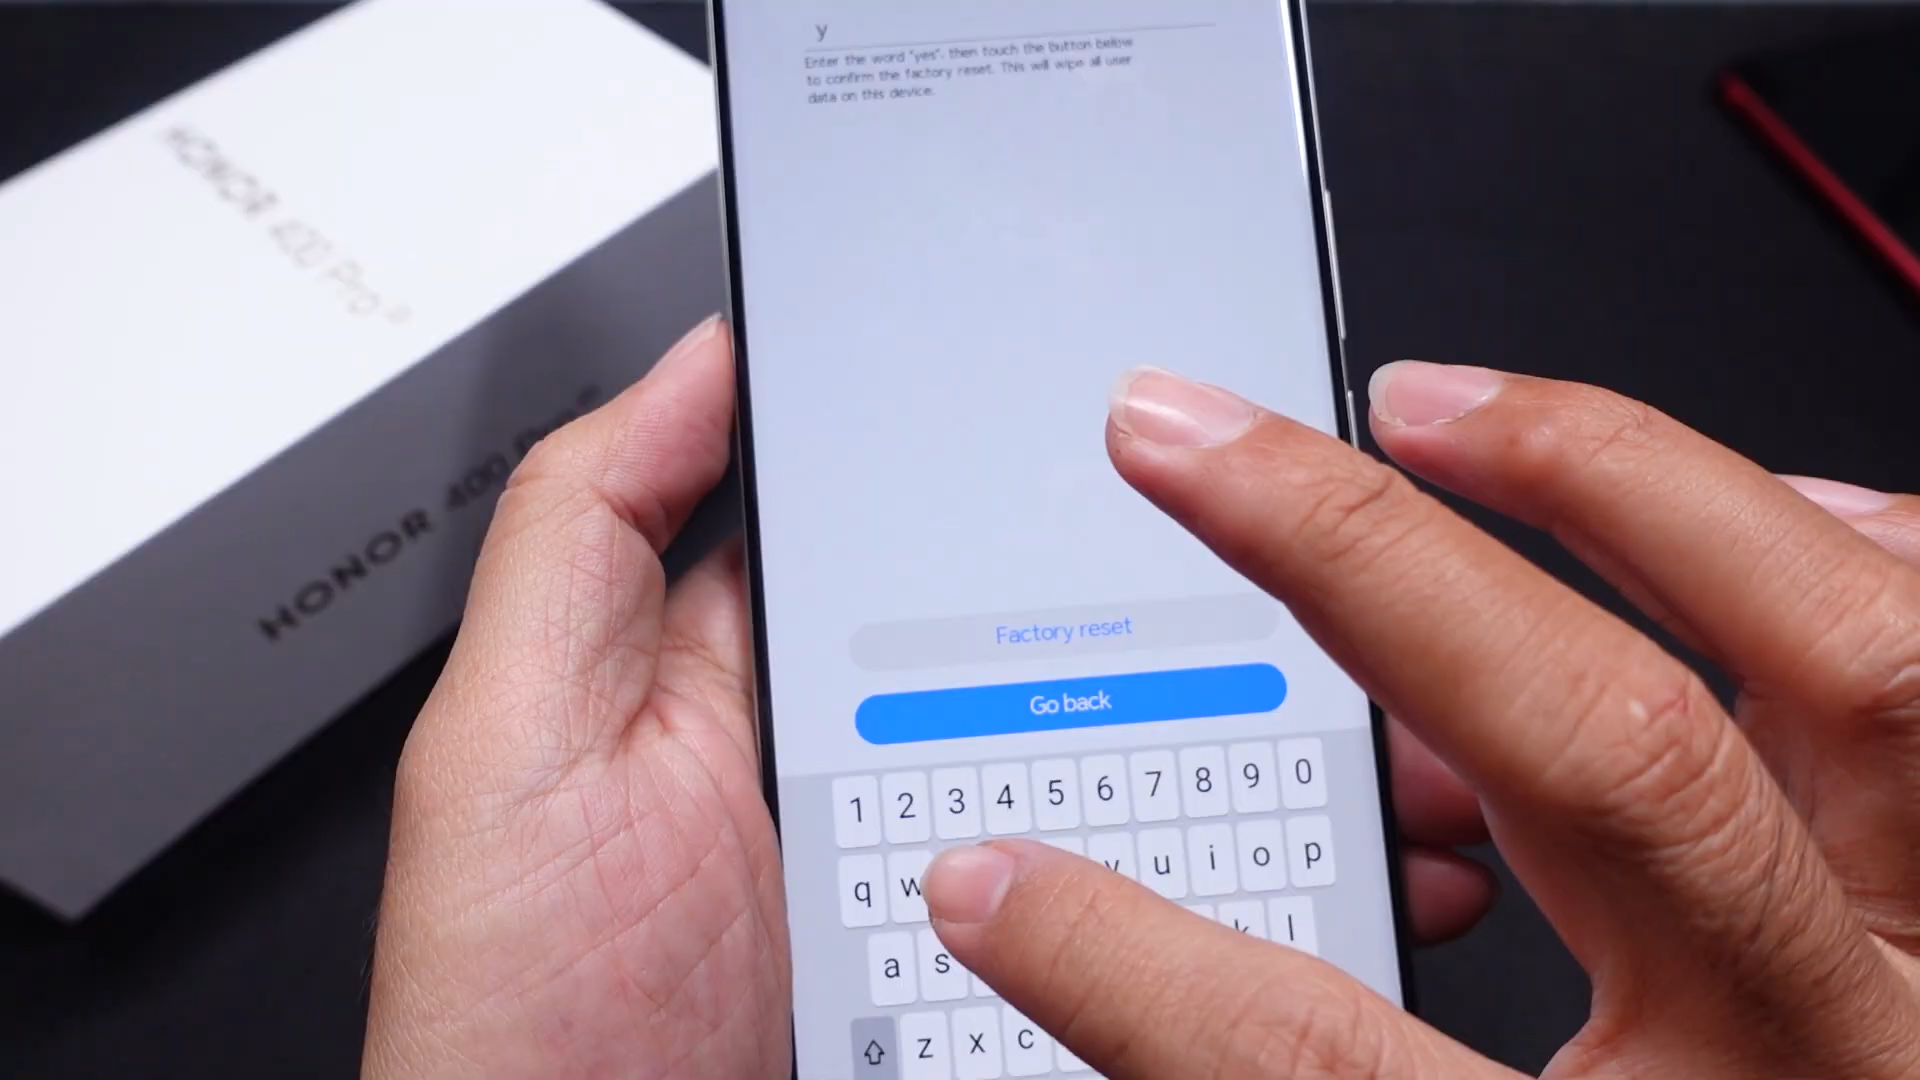 y
Enter the word "yes", then touch the button below
to confirm the factory reset. This will wipe all user
data on this device.
HONOR 400 Pro
HONOR 400
Factory reset
Go back
1 2 3 4 5 6 7 8 9 0
q w y u i o p
a s k l
z x c